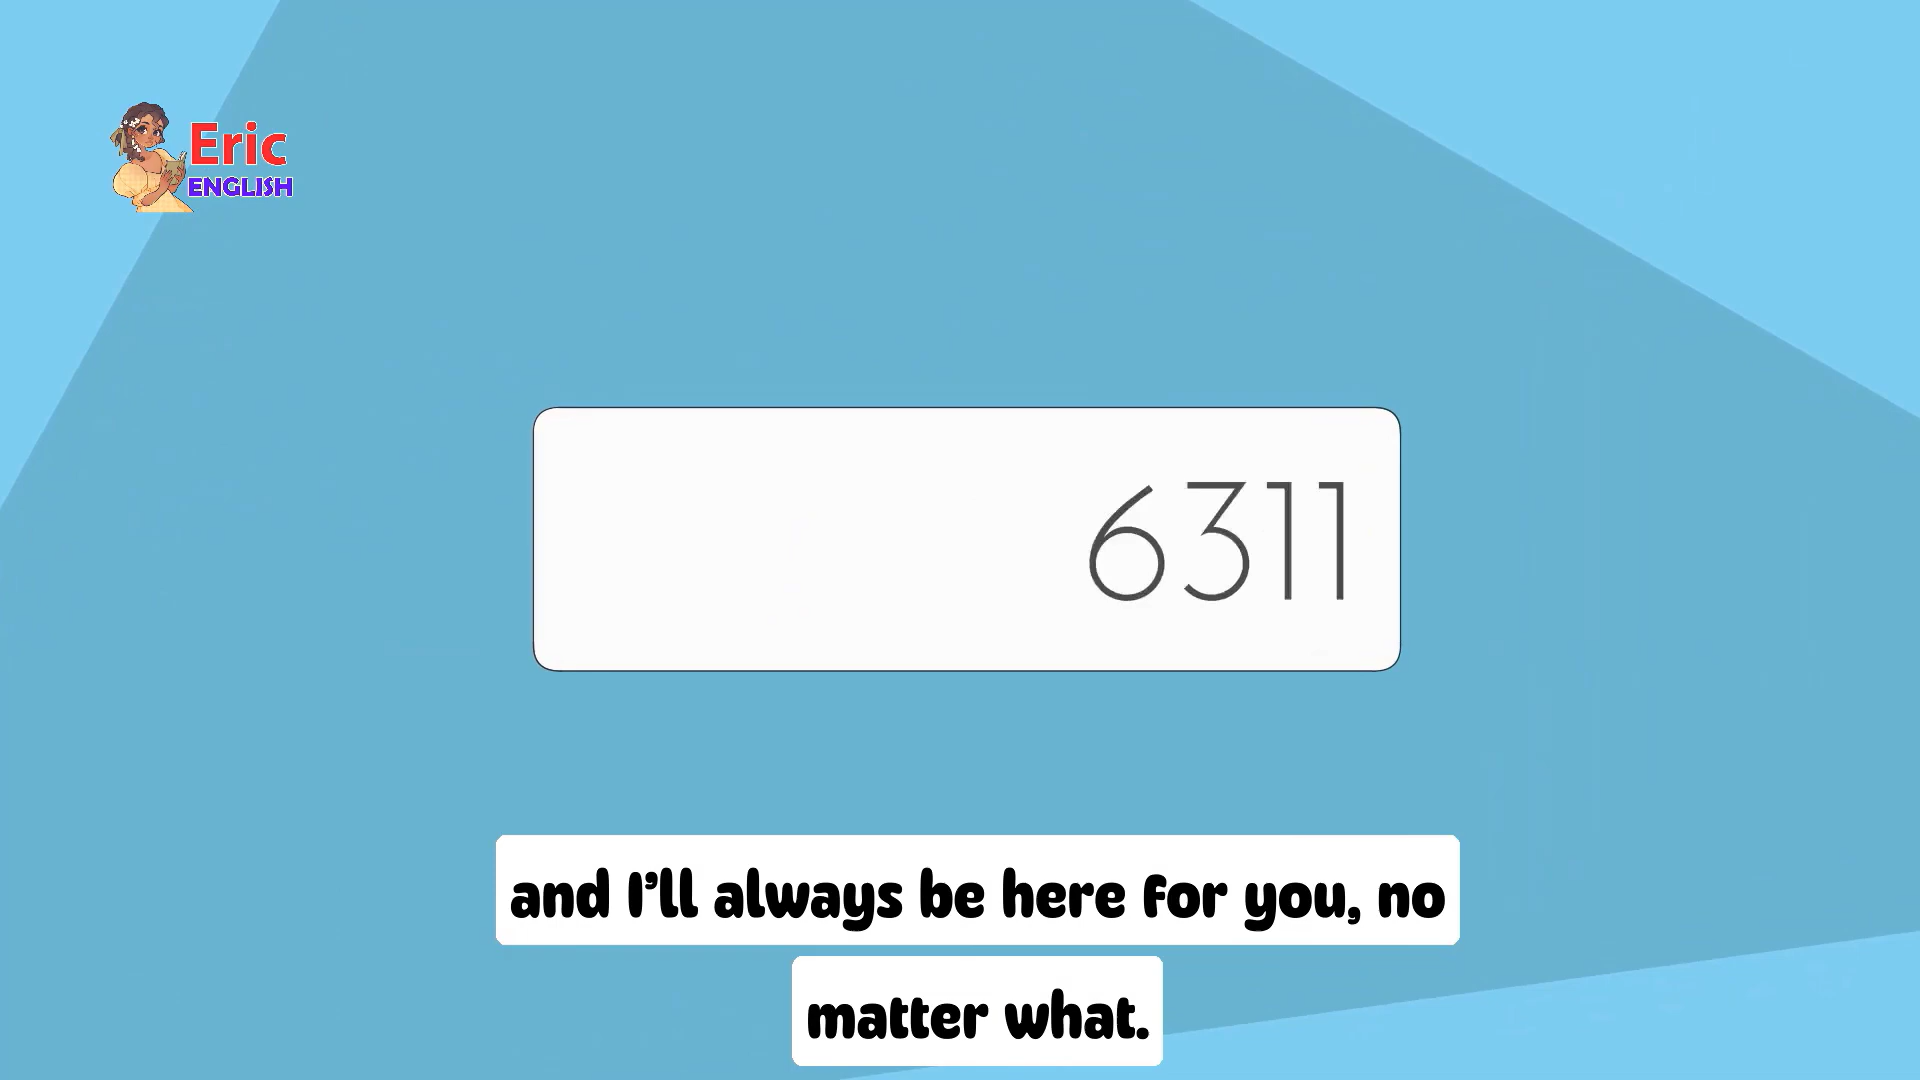 Eric
ENGLISH
6311
and I'll always be here for you, no
matter what.